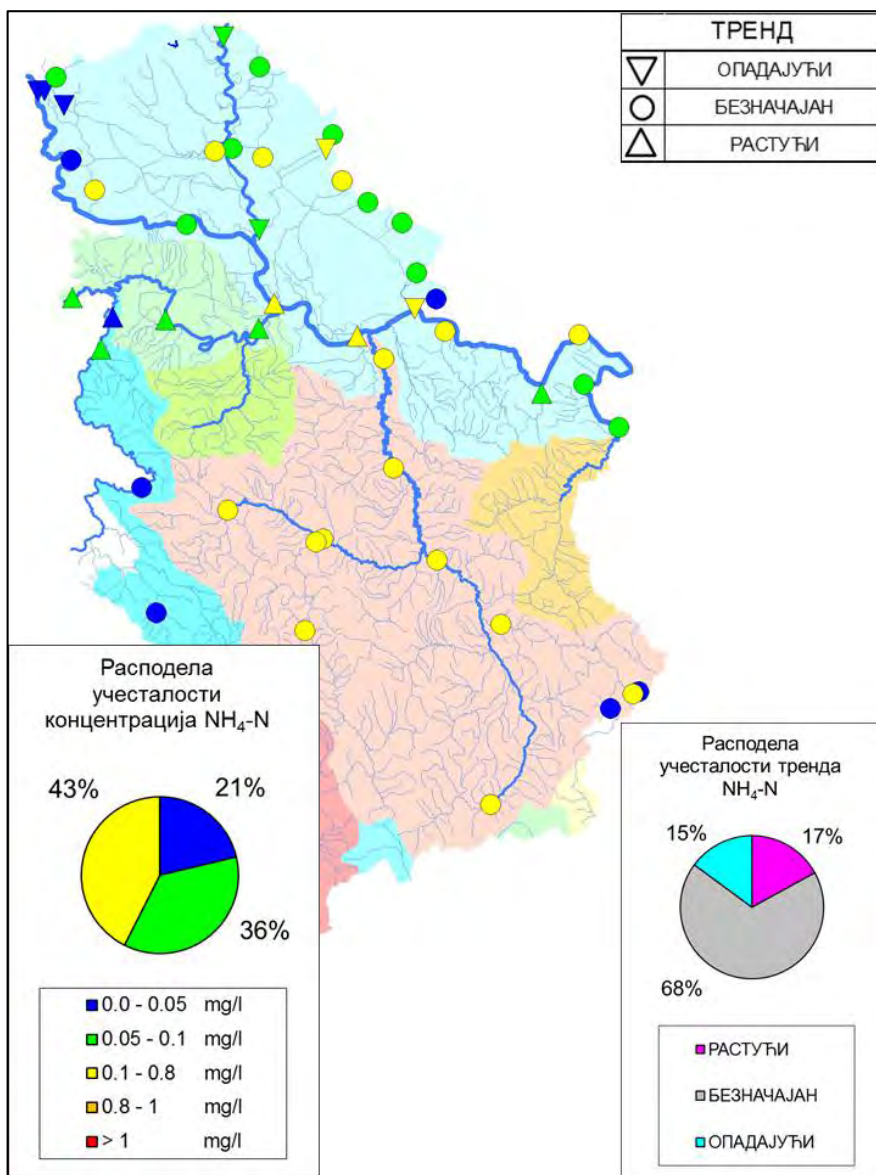 ТРЕНД
ОПАДАЈУЋИ
БЕЗНАЧАЈАН
РАСТУЋИ
Расподела
учесталости
концентрација NH₄-N
43%
21%
36%
0.0 - 0.05 mg/l
0.05 - 0.1 mg/l
0.1 - 0.8 mg/l
0.8 - 1 mg/l
> 1 mg/l
Расподела
учесталости тренда
NH₄-N
15%
17%
68%
РАСТУЋИ
БЕЗНАЧАЈАН
ОПАДАЈУЋИ